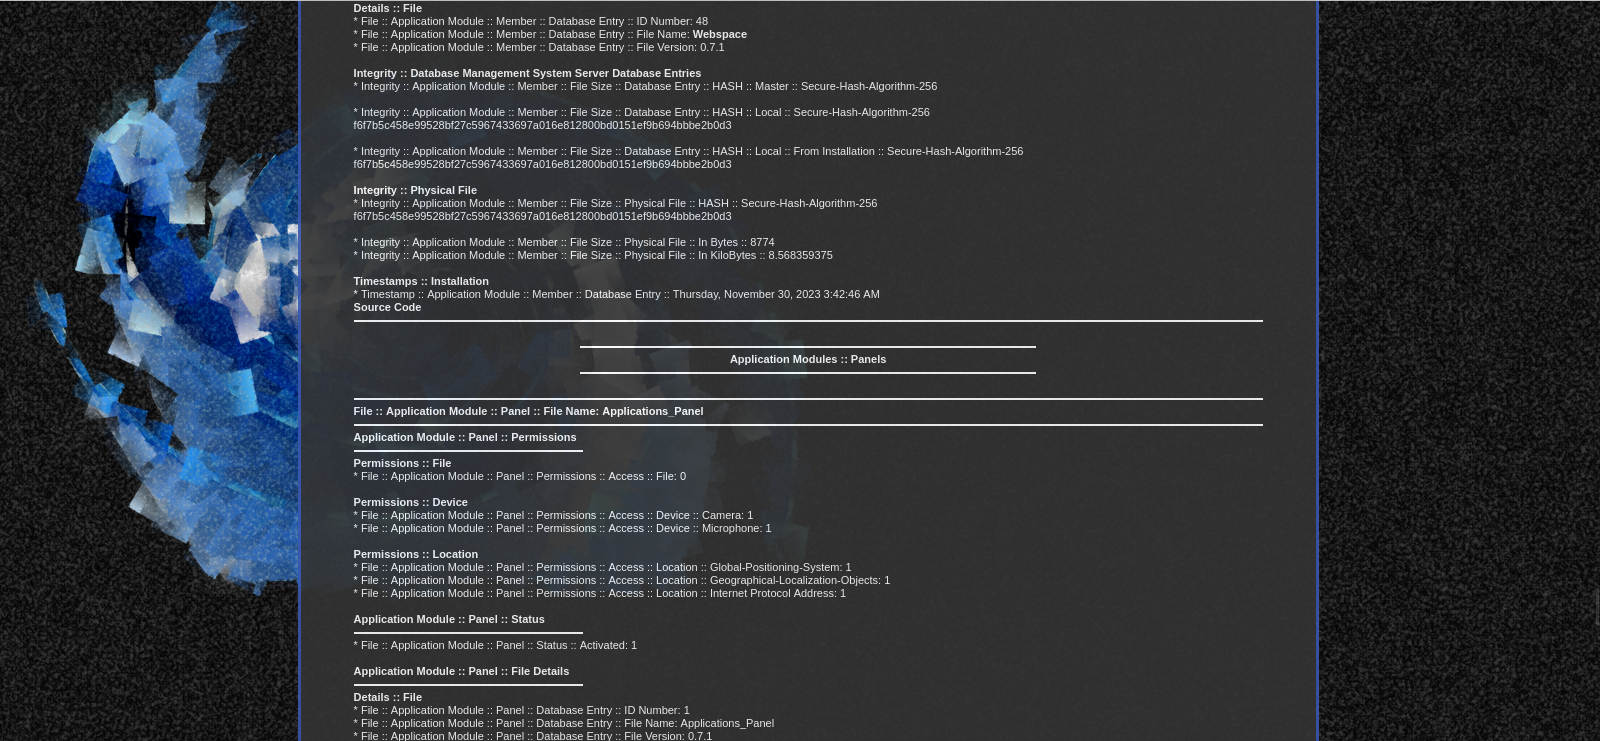 Details :: File
* File :: Application Module :: Member :: Database Entry :: ID Number: 48
* File :: Application Module :: Member :: Database Entry :: File Name: Webspace
* File :: Application Module :: Member :: Database Entry :: File Version: 0.7.1
Integrity :: Database Management System Server Database Entries
* Integrity :: Application Module :: Member :: File Size :: Database Entry :: HASH :: Master :: Secure-Hash-Algorithm-256
* Integrity :: Application Module :: Member :: File Size :: Database Entry :: HASH :: Local :: Secure-Hash-Algorithm-256
f6f7b5c458e99528bf27c5967433697a016e812800bd0151ef9b694bbbe2b0d3
* Integrity :: Application Module :: Member :: File Size :: Database Entry :: HASH :: Local :: From Installation :: Secure-Hash-Algorithm-256
f6f7b5c458e99528bf27c5967433697a016e812800bd0151ef9b694bbbe2b0d3
Integrity :: Physical File
* Integrity :: Application Module :: Member :: File Size :: Physical File :: HASH :: Secure-Hash-Algorithm-256
f6f7b5c458e99528bf27c5967433697a016e812800bd0151ef9b694bbbe2b0d3
* Integrity :: Application Module :: Member :: File Size :: Physical File :: In Bytes :: 8774
* Integrity :: Application Module :: Member :: File Size :: Physical File :: In KiloBytes :: 8.568359375
Timestamps :: Installation
* Timestamp :: Application Module :: Member :: Database Entry :: Thursday, November 30, 2023 3:42:46 AM
Source Code
Application Modules :: Panels
File :: Application Module :: Panel :: File Name: Applications_Panel
Application Module :: Panel :: Permissions
Permissions :: File
* File :: Application Module :: Panel :: Permissions :: Access :: File: 0
Permissions :: Device
* File :: Application Module :: Panel :: Permissions :: Access :: Device :: Camera: 1
* File :: Application Module :: Panel :: Permissions :: Access :: Device :: Microphone: 1
Permissions :: Location
* File :: Application Module :: Panel :: Permissions :: Access :: Location :: Global-Positioning-System: 1
* File :: Application Module :: Panel :: Permissions :: Access :: Location :: Geographical-Localization-Objects: 1
* File :: Application Module :: Panel :: Permissions :: Access :: Location :: Internet Protocol Address: 1
Application Module :: Panel :: Status
* File :: Application Module :: Panel :: Status :: Activated: 1
Application Module :: Panel :: File Details
Details :: File
* File :: Application Module :: Panel :: Database Entry :: ID Number: 1
* File :: Application Module :: Panel :: Database Entry :: File Name: Applications_Panel
* File :: Application Module :: Panel :: Database Entry :: File Version: 0.7.1